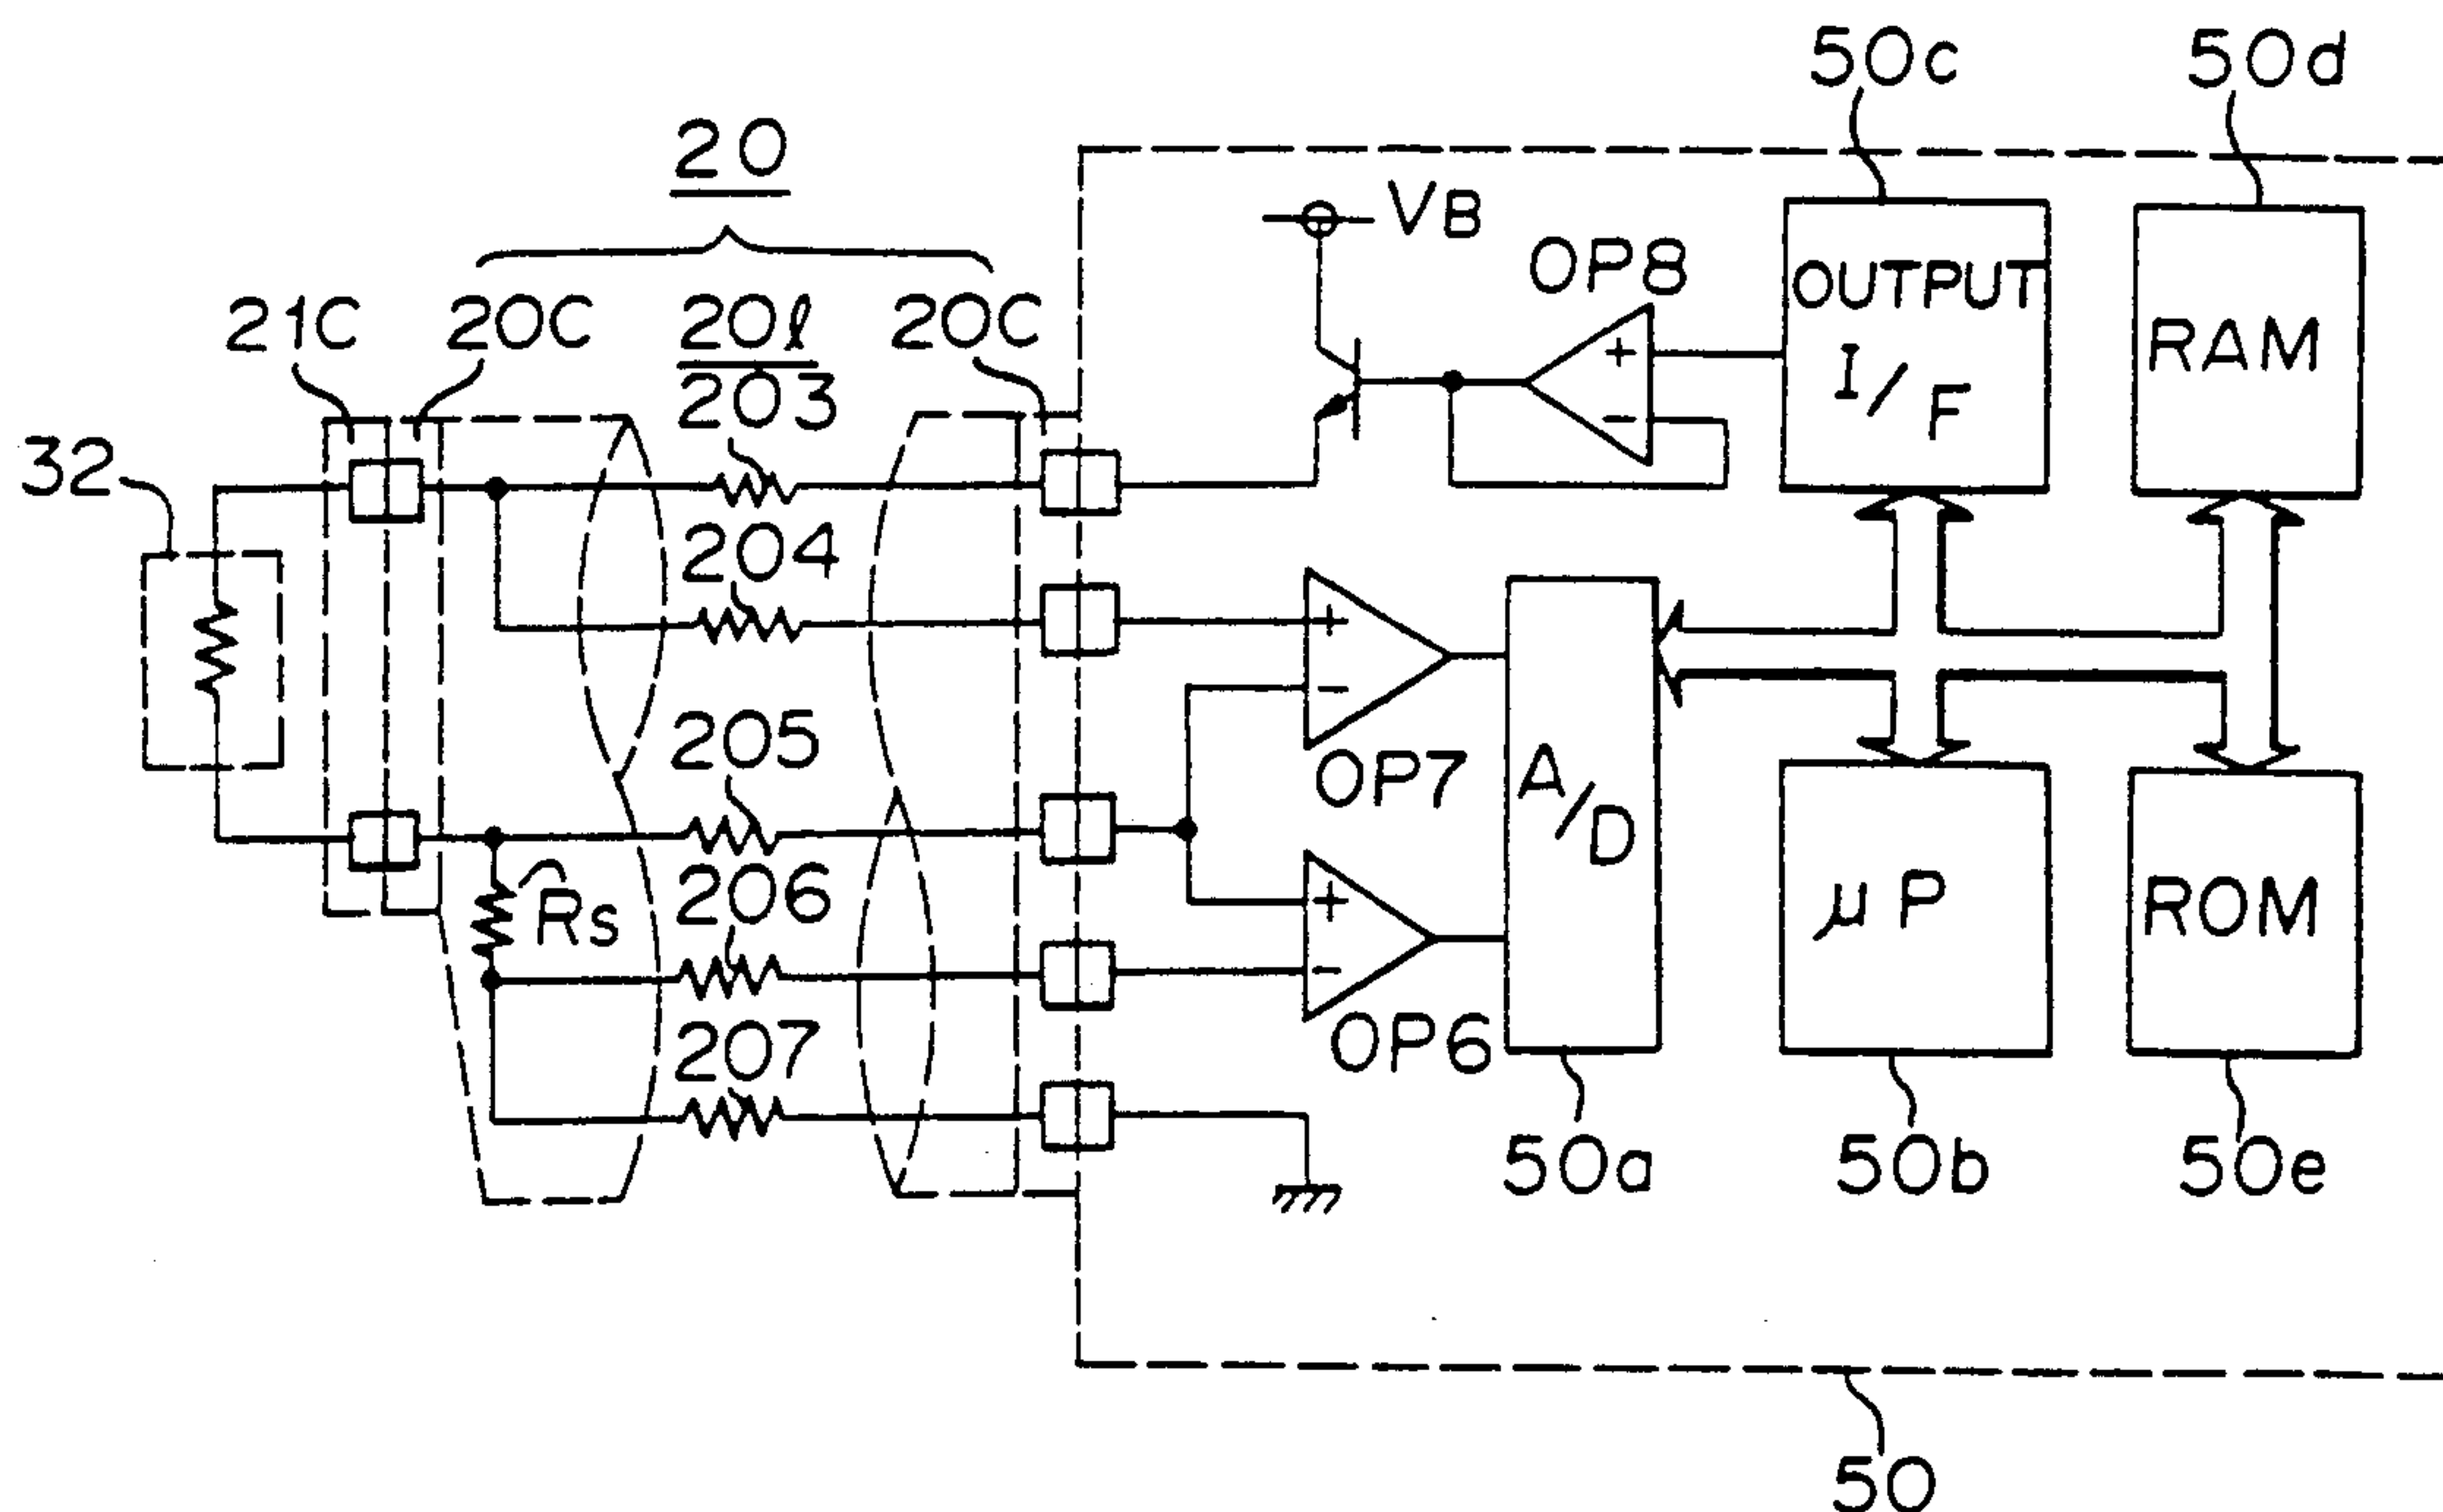 50c
50d
20
VB
OP8
21C
20C
20ℓ
20C
203
OUTPUT
I/F
RAM
32
204
+
-
+
-
205
OP7
A/D
206
Rs
+
-
μP
ROM
207
OP6
50a
50b
50e
50